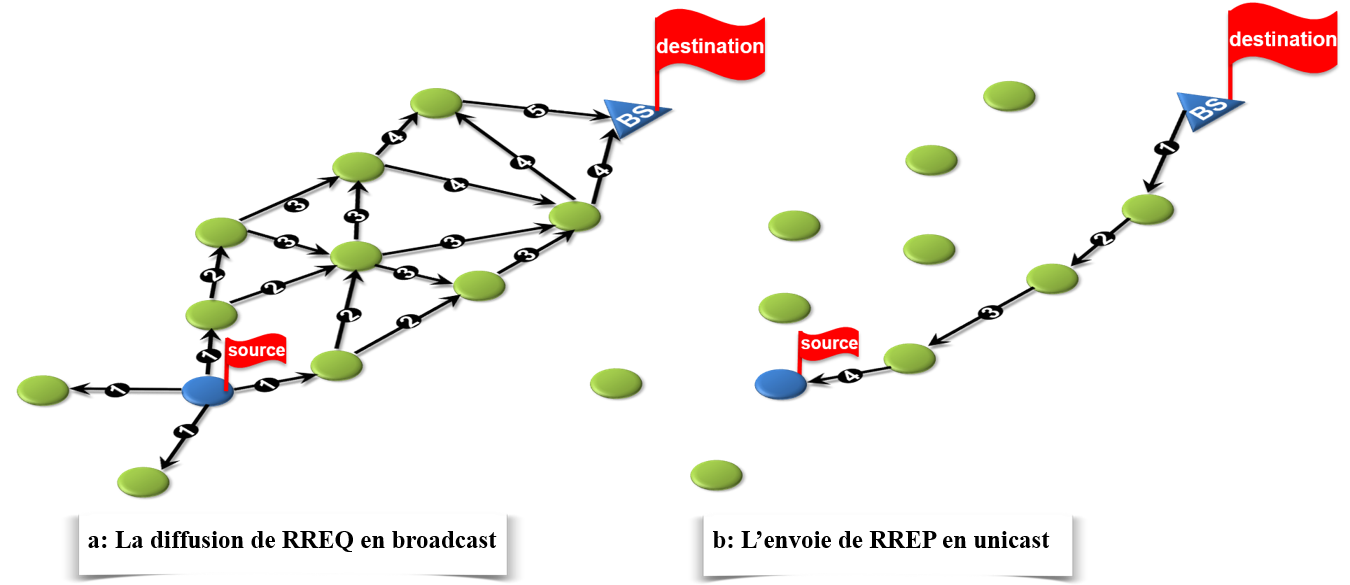 destination
BS
5
4
4
4
4
3
3
3
3
3
3
2
2
2
2
1
source
1
1
1
a: La diffusion de RREQ en broadcast
destination
BS
1
2
3
source
4
b: L’envoie de RREP en unicast